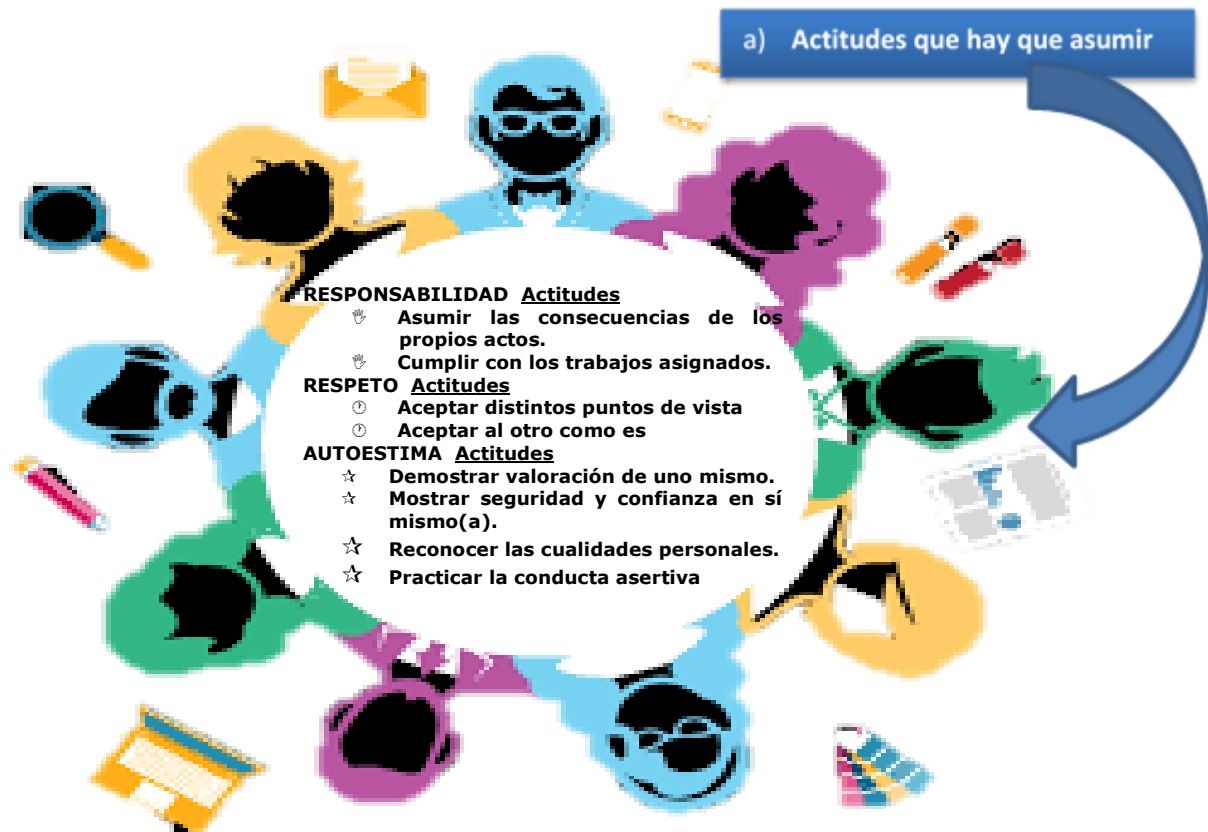 a) Actitudes que hay que asumir
RESPONSABILIDAD Actitudes
Asumir las consecuencias de los
propios actos.
Cumplir con los trabajos asignados.
RESPETO Actitudes
Aceptar distintos puntos de vista
Aceptar al otro como es
AUTOESTIMA Actitudes
Demostrar valoración de uno mismo.
Mostrar seguridad y confianza en sí
mismo(a).
Reconocer las cualidades personales.
Practicar la conducta asertiva